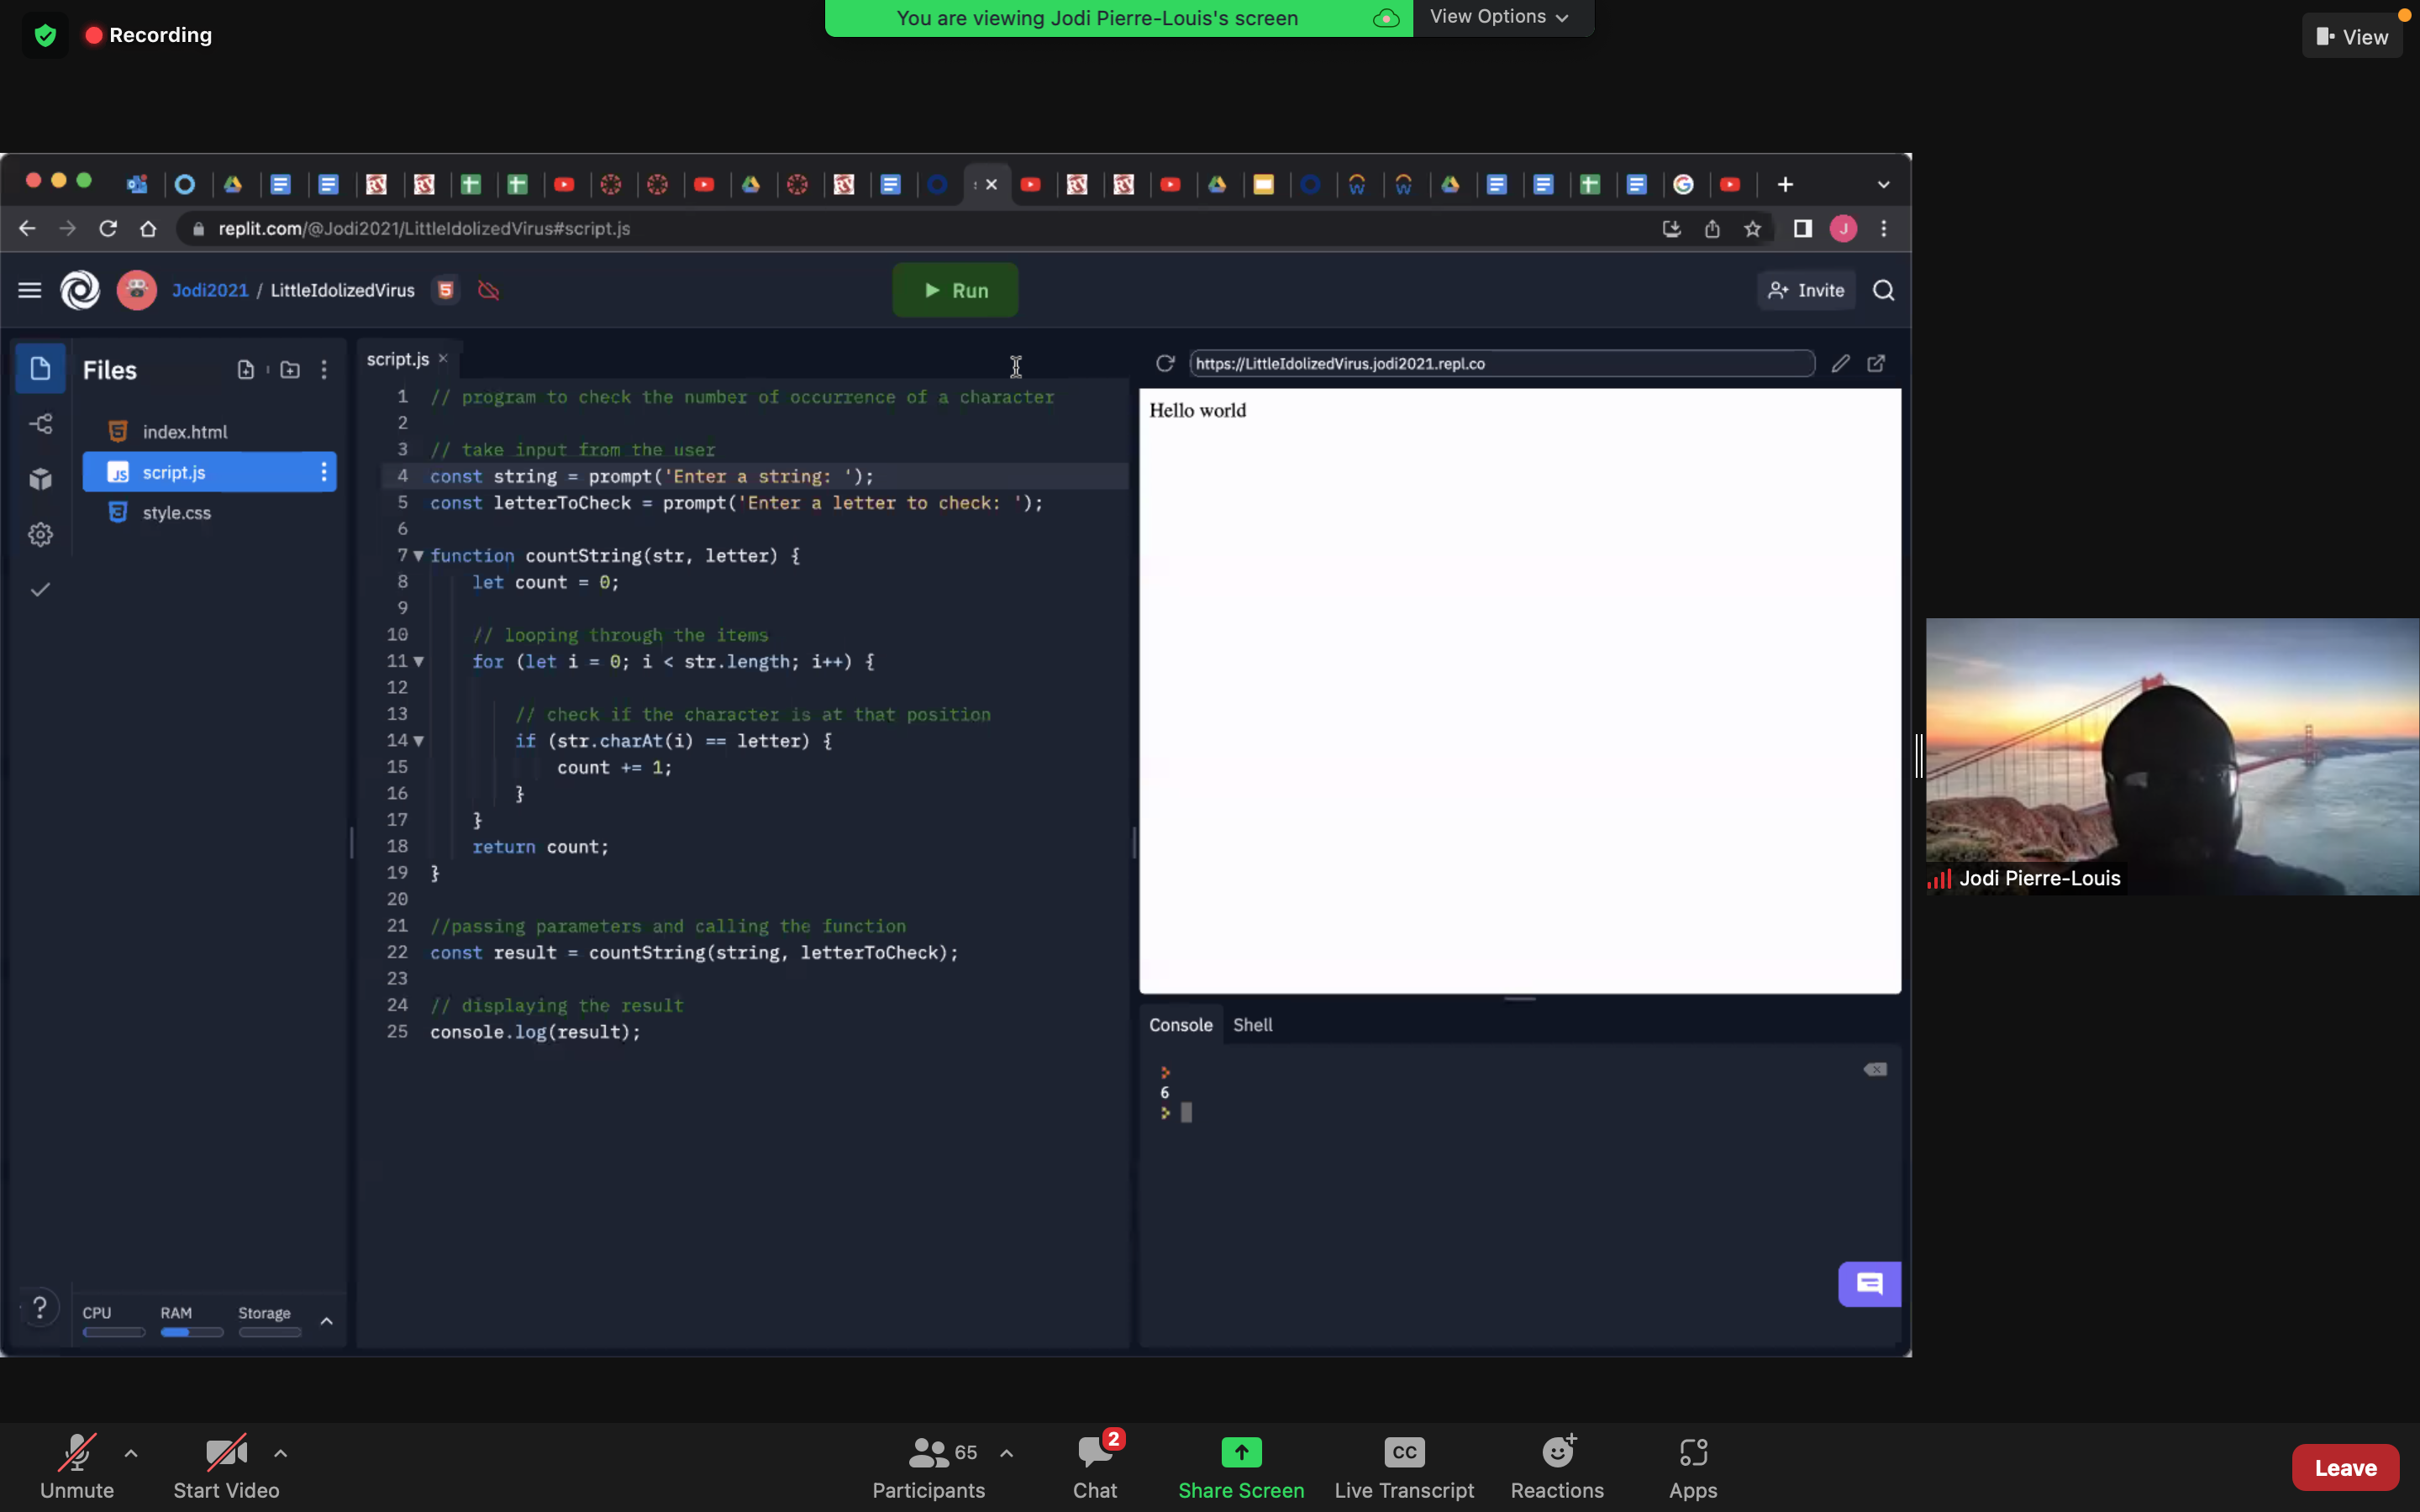 Recording
You are viewing Jodi Pierre-Louis's screen
View Options
View
replit.com/@Jodi2021/LittleIdolizedVirus#script.js
J
Jodi2021 / LittleIdolizedVirus
Run
Invite
Files
index.html
script.js
style.css
CPU
RAM
Storage
script.js
1 // program to check the number of occurrence of a character
2
3 // take input from the user
4 const string = prompt('Enter a string: ');
5 const letterToCheck = prompt('Enter a letter to check: ');
6
7 function countString(str, letter) {
8 let count = 0;
9
10 // looping through the items
11 for (let i = 0; i < str.length; i++) {
12
13 // check if the character is at that position
14 if (str.charAt(i) == letter) {
15 count += 1;
16 }
17 }
18 return count;
19 }
20
21 //passing parameters and calling the function
22 const result = countString(string, letterToCheck);
23
24 // displaying the result
25 console.log(result);
https://LittleIdolizedVirus.jodi2021.repl.co
Hello world
Console
Shell
6
Jodi Pierre-Louis
Unmute
Start Video
65
Participants
2
Chat
Share Screen
CC
Live Transcript
Reactions
Apps
Leave